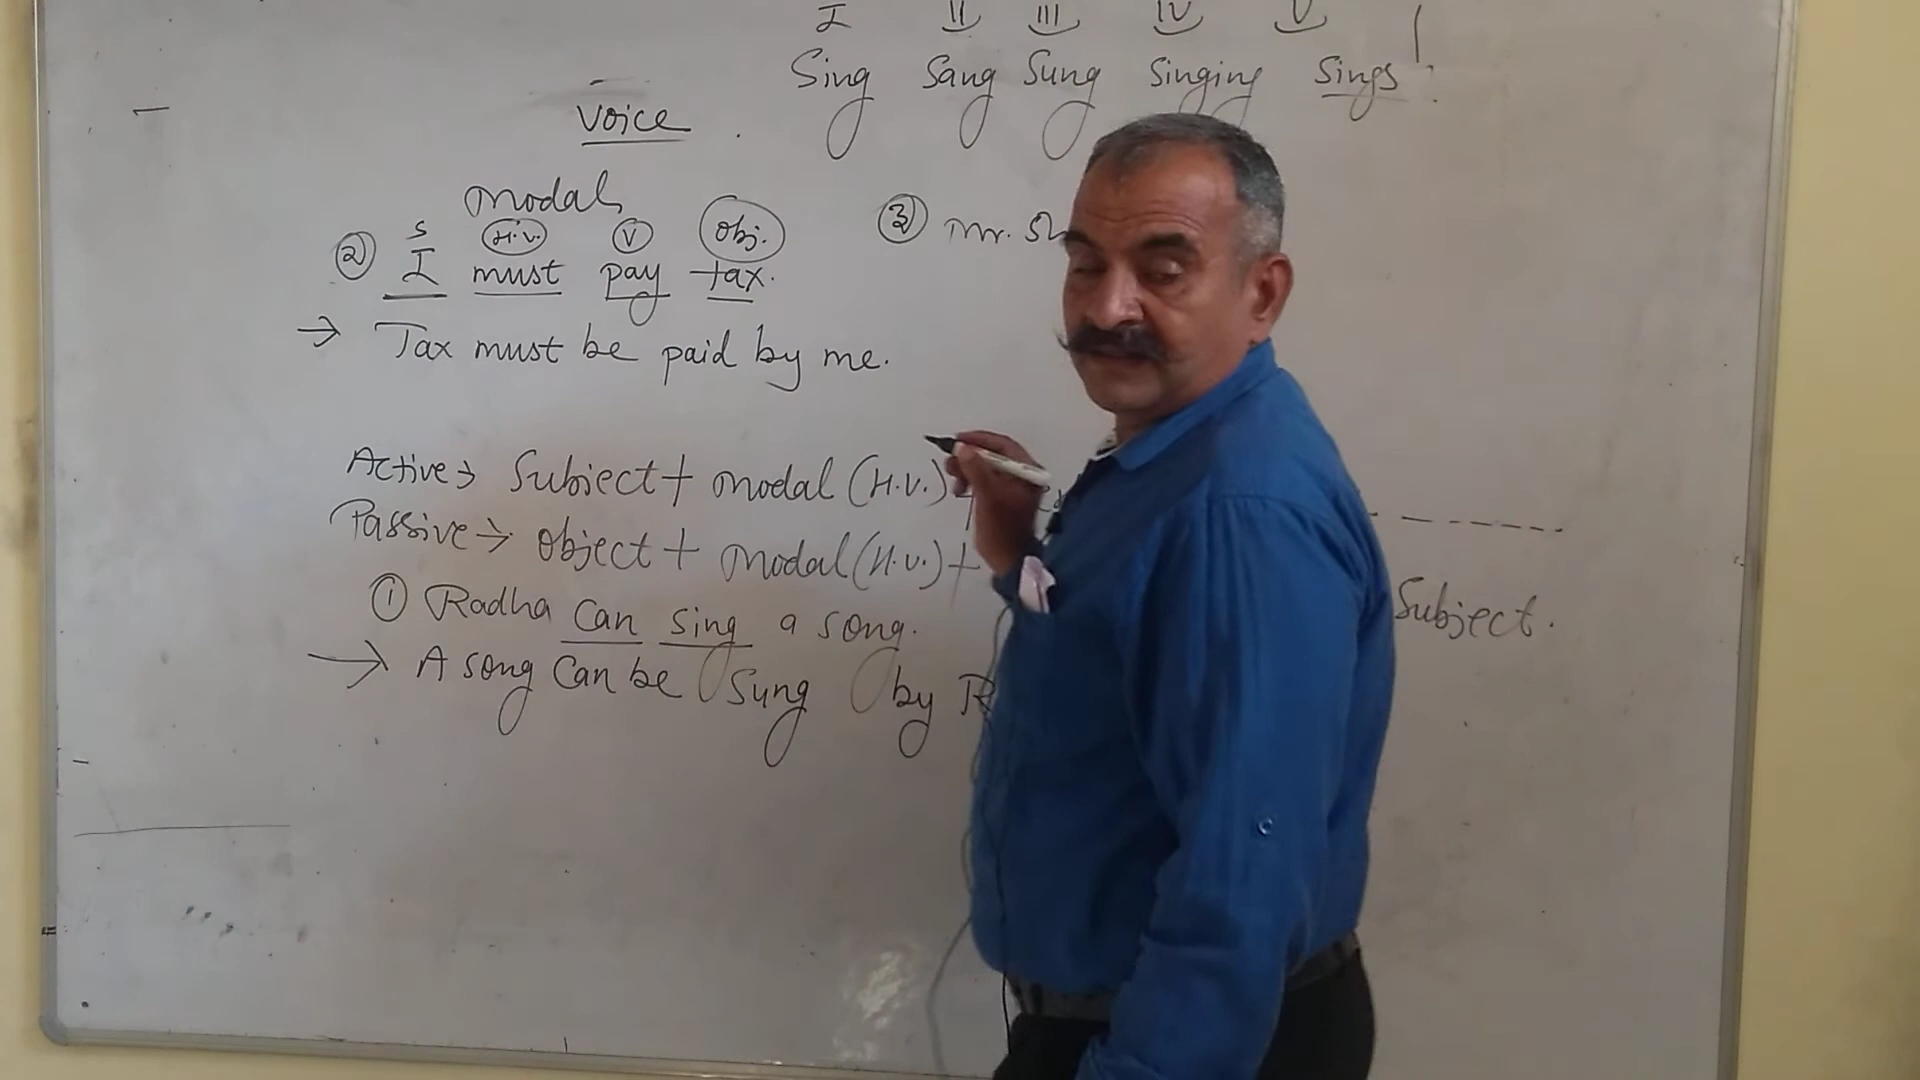 I II III IV V
Sing Sang Sung Singing Sings
Voice
Modals
S H.V. V Obj.
② I must pay tax.
→ Tax must be paid by me.
③ Mr.
Active → Subject + modal (H.V.) +
Passive → Object + modal (H.V.) +
Subject.
① Radha Can Sing a song.
→ A song Can be Sung by